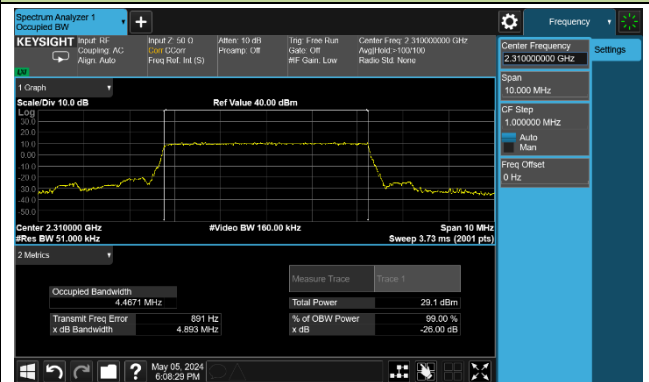 Spectrum Analyzer 1
Occupied BW
Frequency
KEYSIGHT
Input: RF
Coupling: AC
Align: Auto
Input Z: 50 Ω
Corr CCorr
Freq Ref: Int (S)
Atten: 10 dB
Preamp: Off
Trig: Free Run
Gate: Off
#IF Gain: Low
Center Freq: 2.310000000 GHz
Avg|Hold:>100/100
Radio Std: None
Center Frequency
2.310000000 GHz
Settings
Span
10.000 MHz
CF Step
1.000000 MHz
Auto
Man
Freq Offset
0 Hz
1 Graph
Scale/Div 10.0 dB
Ref Value 40.00 dBm
Log
30.0
20.0
10.0
0.00
-10.0
-20.0
-30.0
-40.0
-50.0
Center 2.310000 GHz
#Video BW 160.00 kHz
Span 10 MHz
#Res BW 51.000 kHz
Sweep 3.73 ms (2001 pts)
2 Metrics
Measure Trace
Trace 1
Occupied Bandwidth
4.4671 MHz
Total Power
29.1 dBm
Transmit Freq Error
891 Hz
% of OBW Power
99.00 %
x dB Bandwidth
4.893 MHz
x dB
-26.00 dB
May 05, 2024
6:08:29 PM